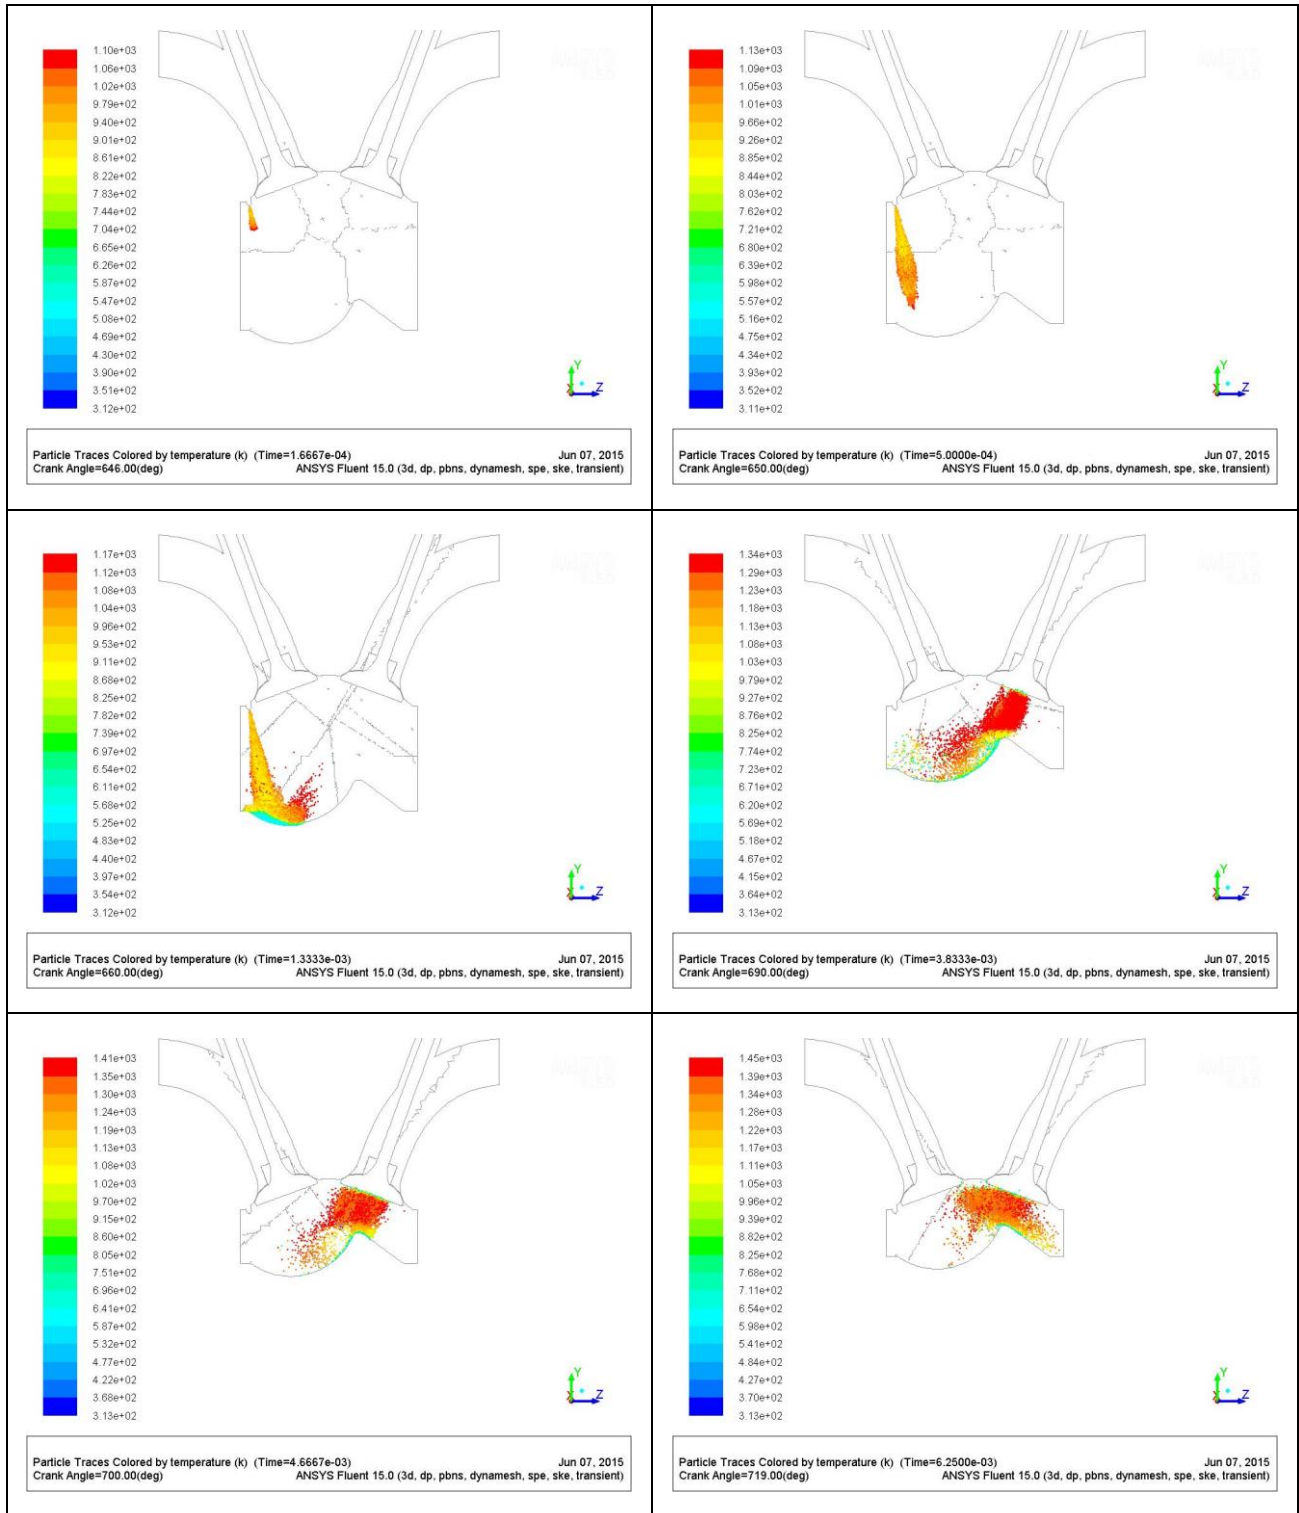 1.10e+03
1.06e+03
1.02e+03
9.79e+02
9.40e+02
9.01e+02
8.61e+02
8.22e+02
7.83e+02
7.44e+02
7.04e+02
6.65e+02
6.26e+02
5.87e+02
5.47e+02
5.08e+02
4.69e+02
4.30e+02
3.90e+02
3.51e+02
3.12e+02
Y
X
Z
Particle Traces Colored by temperature (k) (Time=1.6667e-04) Jun 07, 2015
Crank Angle=646.00(deg) ANSYS Fluent 15.0 (3d, dp, pbns, dynamesh, spe, ske, transient)
1.13e+03
1.09e+03
1.05e+03
1.01e+03
9.66e+02
9.26e+02
8.85e+02
8.44e+02
8.03e+02
7.62e+02
7.21e+02
6.80e+02
6.39e+02
5.98e+02
5.57e+02
5.16e+02
4.75e+02
4.34e+02
3.93e+02
3.52e+02
3.11e+02
Y
X
Z
Particle Traces Colored by temperature (k) (Time=5.0000e-04) Jun 07, 2015
Crank Angle=650.00(deg) ANSYS Fluent 15.0 (3d, dp, pbns, dynamesh, spe, ske, transient)
1.17e+03
1.12e+03
1.08e+03
1.04e+03
9.96e+02
9.53e+02
9.11e+02
8.68e+02
8.25e+02
7.82e+02
7.39e+02
6.97e+02
6.54e+02
6.11e+02
5.68e+02
5.25e+02
4.83e+02
4.40e+02
3.97e+02
3.54e+02
3.12e+02
Y
X
Z
Particle Traces Colored by temperature (k) (Time=1.3333e-03) Jun 07, 2015
Crank Angle=660.00(deg) ANSYS Fluent 15.0 (3d, dp, pbns, dynamesh, spe, ske, transient)
1.34e+03
1.29e+03
1.23e+03
1.18e+03
1.13e+03
1.08e+03
1.03e+03
9.79e+02
9.27e+02
8.76e+02
8.25e+02
7.74e+02
7.23e+02
6.71e+02
6.20e+02
5.69e+02
5.18e+02
4.67e+02
4.15e+02
3.64e+02
3.13e+02
Y
X
Z
Particle Traces Colored by temperature (k) (Time=3.8333e-03) Jun 07, 2015
Crank Angle=690.00(deg) ANSYS Fluent 15.0 (3d, dp, pbns, dynamesh, spe, ske, transient)
1.41e+03
1.35e+03
1.30e+03
1.24e+03
1.19e+03
1.13e+03
1.08e+03
1.02e+03
9.70e+02
9.15e+02
8.60e+02
8.05e+02
7.51e+02
6.96e+02
6.41e+02
5.87e+02
5.32e+02
4.77e+02
4.22e+02
3.68e+02
3.13e+02
Y
X
Z
Particle Traces Colored by temperature (k) (Time=4.6667e-03) Jun 07, 2015
Crank Angle=700.00(deg) ANSYS Fluent 15.0 (3d, dp, pbns, dynamesh, spe, ske, transient)
1.45e+03
1.39e+03
1.34e+03
1.28e+03
1.22e+03
1.17e+03
1.11e+03
1.05e+03
9.96e+02
9.39e+02
8.82e+02
8.25e+02
7.68e+02
7.11e+02
6.54e+02
5.98e+02
5.41e+02
4.84e+02
4.27e+02
3.70e+02
3.13e+02
Y
X
Z
Particle Traces Colored by temperature (k) (Time=6.2500e-03) Jun 07, 2015
Crank Angle=719.00(deg) ANSYS Fluent 15.0 (3d, dp, pbns, dynamesh, spe, ske, transient)